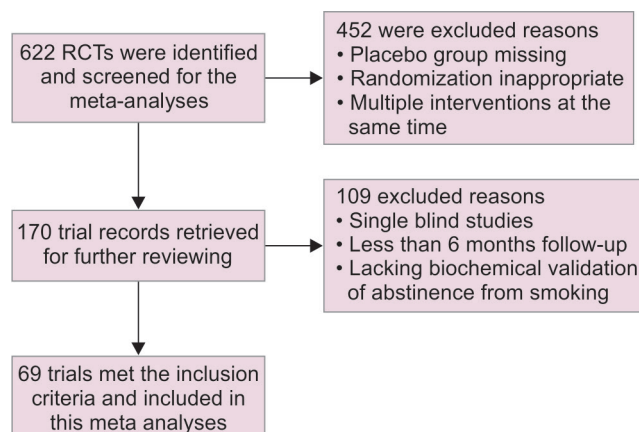 622 RCTs were identified
and screened for the
meta-analyses
452 were excluded reasons
• Placebo group missing
• Randomization inappropriate
• Multiple interventions at the
same time
170 trial records retrieved
for further reviewing
109 excluded reasons
• Single blind studies
• Less than 6 months follow-up
• Lacking biochemical validation
of abstinence from smoking
69 trials met the inclusion
criteria and included in
this meta analyses